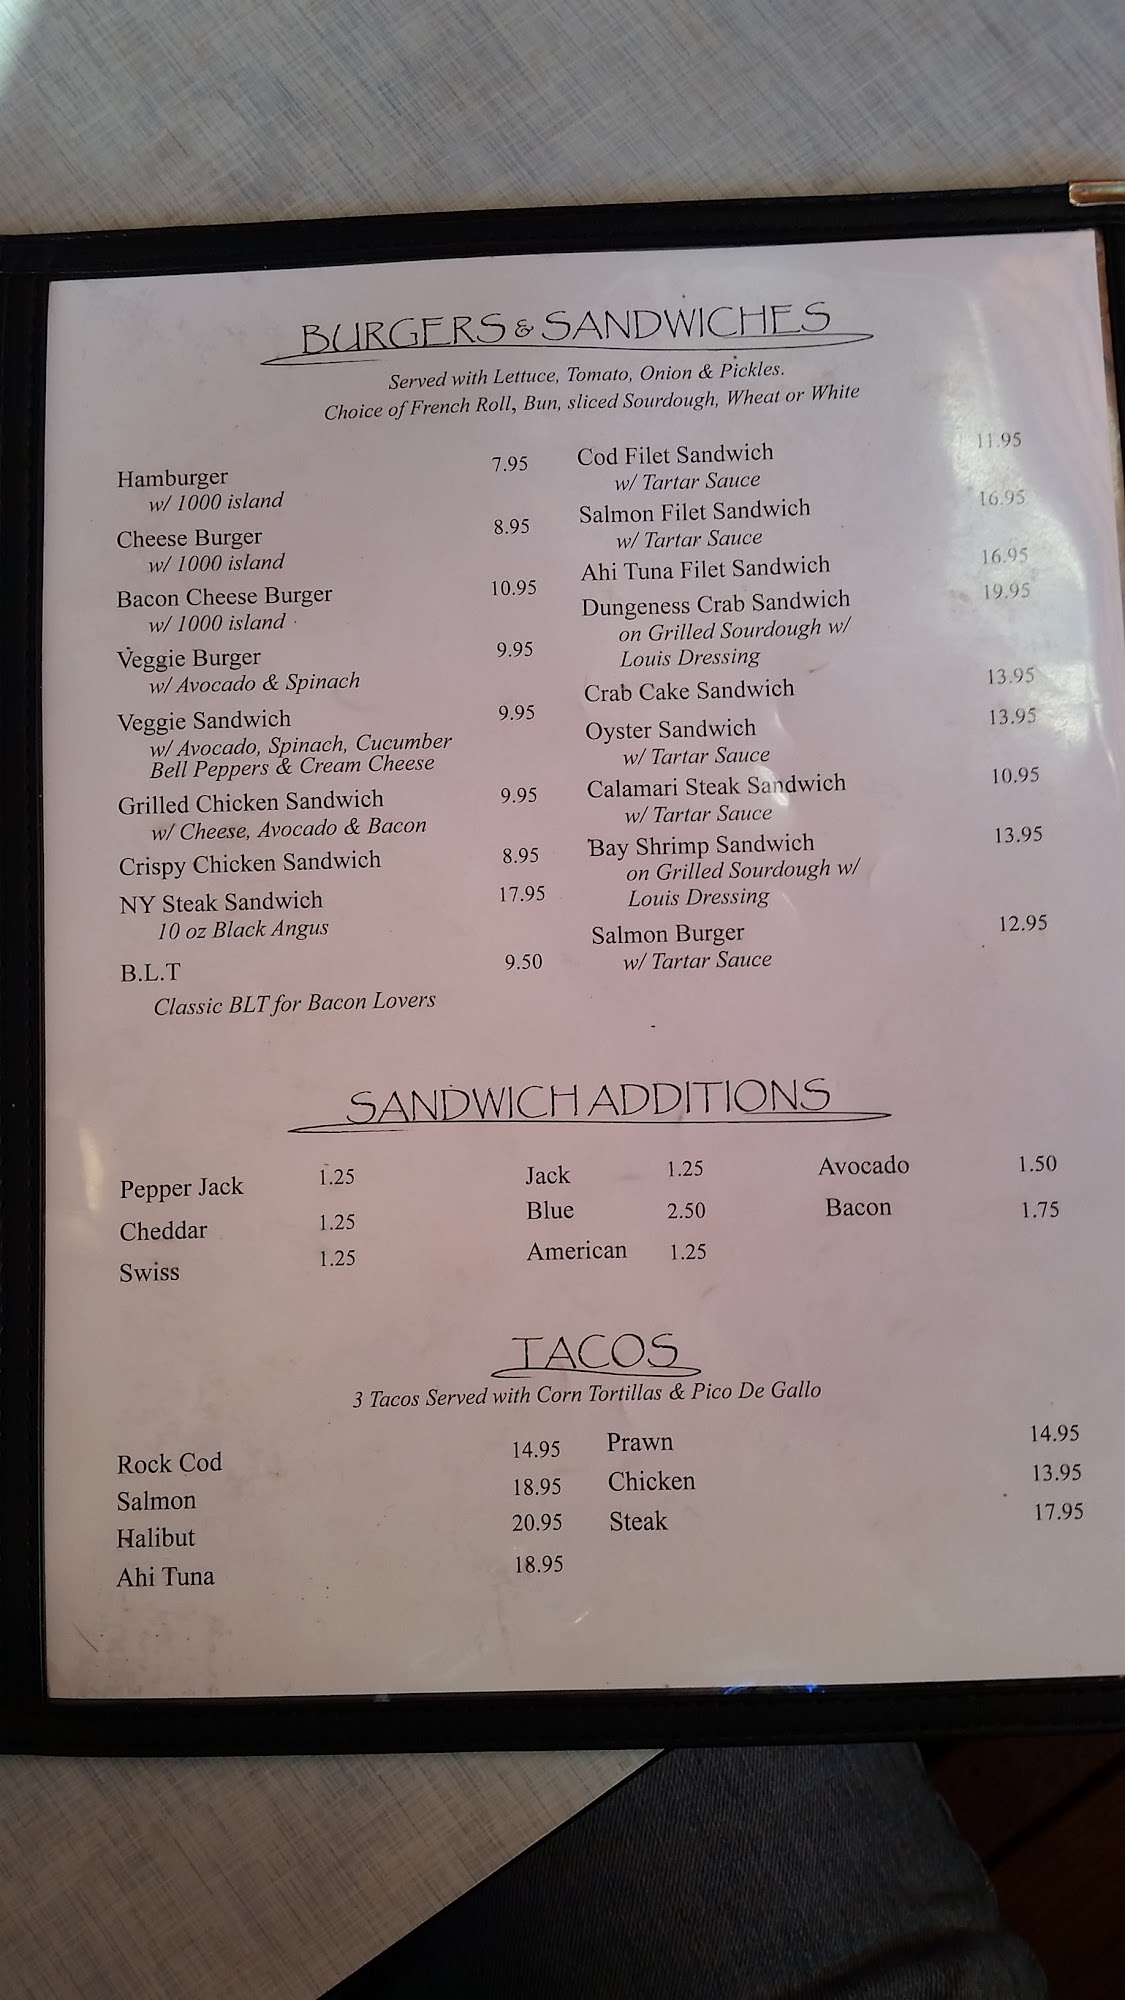 BURGERS & SANDWICHES
Served with Lettuce, Tomato, Onion & Pickles.
Choice of French Roll, Bun, sliced Sourdough, Wheat or White
Hamburger 7.95
w/ 1000 island
Cheese Burger 8.95
w/ 1000 island
Bacon Cheese Burger 10.95
w/ 1000 island
Veggie Burger 9.95
w/ Avocado & Spinach
Veggie Sandwich 9.95
w/ Avocado, Spinach, Cucumber
Bell Peppers & Cream Cheese
Grilled Chicken Sandwich 9.95
w/ Cheese, Avocado & Bacon
Crispy Chicken Sandwich 8.95
NY Steak Sandwich 17.95
10 oz Black Angus
B.L.T 9.50
Classic BLT for Bacon Lovers
Cod Filet Sandwich 11.95
w/ Tartar Sauce
Salmon Filet Sandwich 16.95
w/ Tartar Sauce
Ahi Tuna Filet Sandwich 16.95
Dungeness Crab Sandwich 19.95
on Grilled Sourdough w/
Louis Dressing
Crab Cake Sandwich 13.95
Oyster Sandwich 13.95
w/ Tartar Sauce
Calamari Steak Sandwich 10.95
w/ Tartar Sauce
Bay Shrimp Sandwich 13.95
on Grilled Sourdough w/
Louis Dressing
Salmon Burger 12.95
w/ Tartar Sauce
SANDWICH ADDITIONS
Pepper Jack 1.25
Cheddar 1.25
Swiss 1.25
Jack 1.25
Blue 2.50
American 1.25
Avocado 1.50
Bacon 1.75
TACOS
3 Tacos Served with Corn Tortillas & Pico De Gallo
Rock Cod 14.95
Salmon 18.95
Halibut 20.95
Ahi Tuna 18.95
Prawn 14.95
Chicken 13.95
Steak 17.95